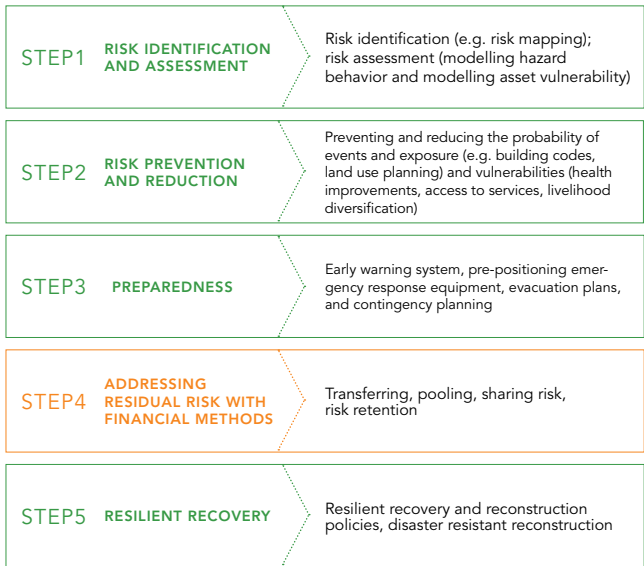 STEP1
RISK IDENTIFICATION
AND ASSESSMENT
Risk identification (e.g. risk mapping);
risk assessment (modelling hazard
behavior and modelling asset vulnerability)
STEP2
RISK PREVENTION
AND REDUCTION
Preventing and reducing the probability of
events and exposure (e.g. building codes,
land use planning) and vulnerabilities (health
improvements, access to services, livelihood
diversification)
STEP3
PREPAREDNESS
Early warning system, pre-positioning emer-
gency response equipment, evacuation plans,
and contingency planning
STEP4
ADDRESSING
RESIDUAL RISK WITH
FINANCIAL METHODS
Transferring, pooling, sharing risk,
risk retention
STEP5
RESILIENT RECOVERY
Resilient recovery and reconstruction
policies, disaster resistant reconstruction